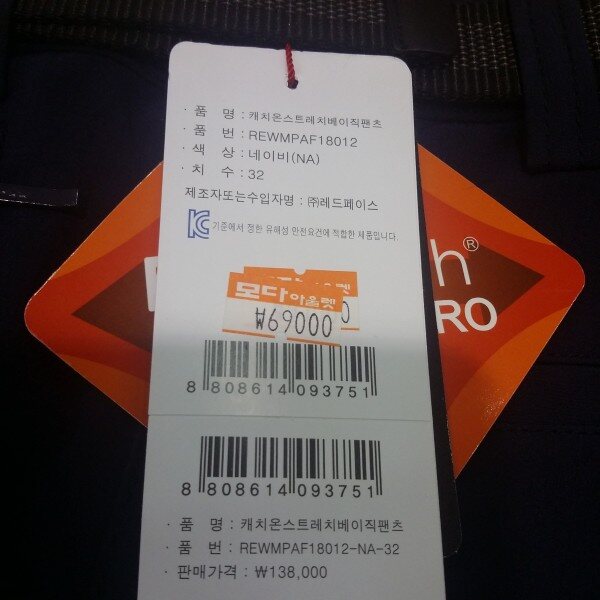 · 품 명 : 캐치온스트레치베이직팬츠
· 품 번 : REWMPAF18012
· 색 상 : 네이비(NA)
· 치 수 : 32
제조자또는수입자명 : ㈜레드페이스
KC 기준에서 정한 유해성 안전요건에 적합한 제품입니다.
모다아울렛
₩69000
8 808614 093751
h®
RO
8 808614 093751
· 품 명 : 캐치온스트레치베이직팬츠
· 품 번 : REWMPAF18012-NA-32
· 판매가격 : ₩138,000